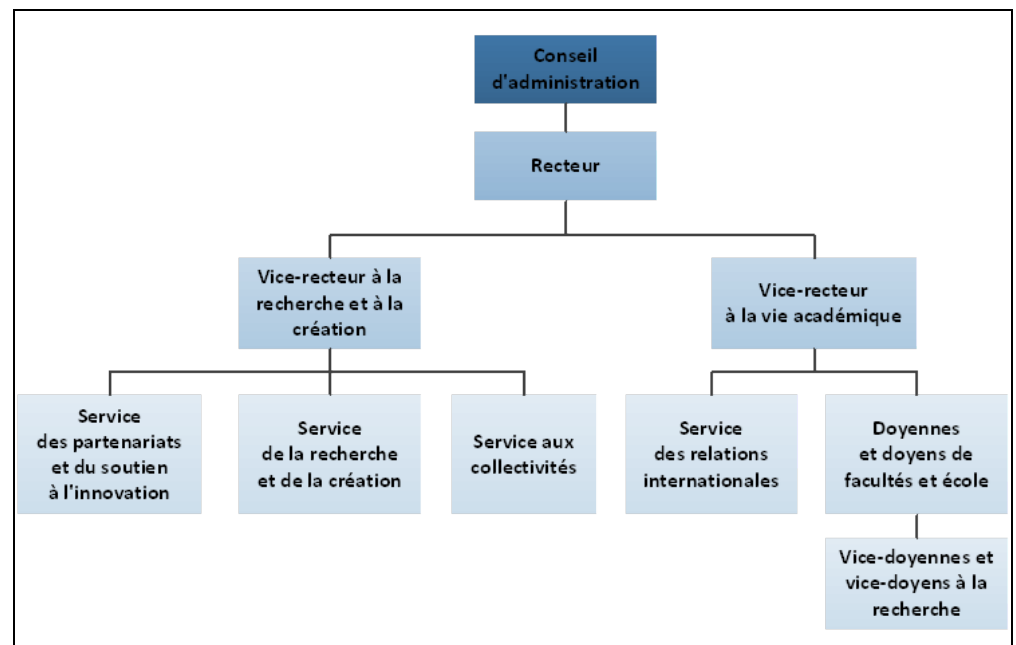 Conseil
d'administration
Recteur
Vice-recteur à la
recherche et à la
création
Vice-recteur
à la vie académique
Service
des partenariats
et du soutien
à l'innovation
Service
de la recherche
et de la création
Service aux
collectivités
Service
des relations
internationales
Doyennes
et doyens de
facultés et école
Vice-doyennes et
vice-doyens à la
recherche